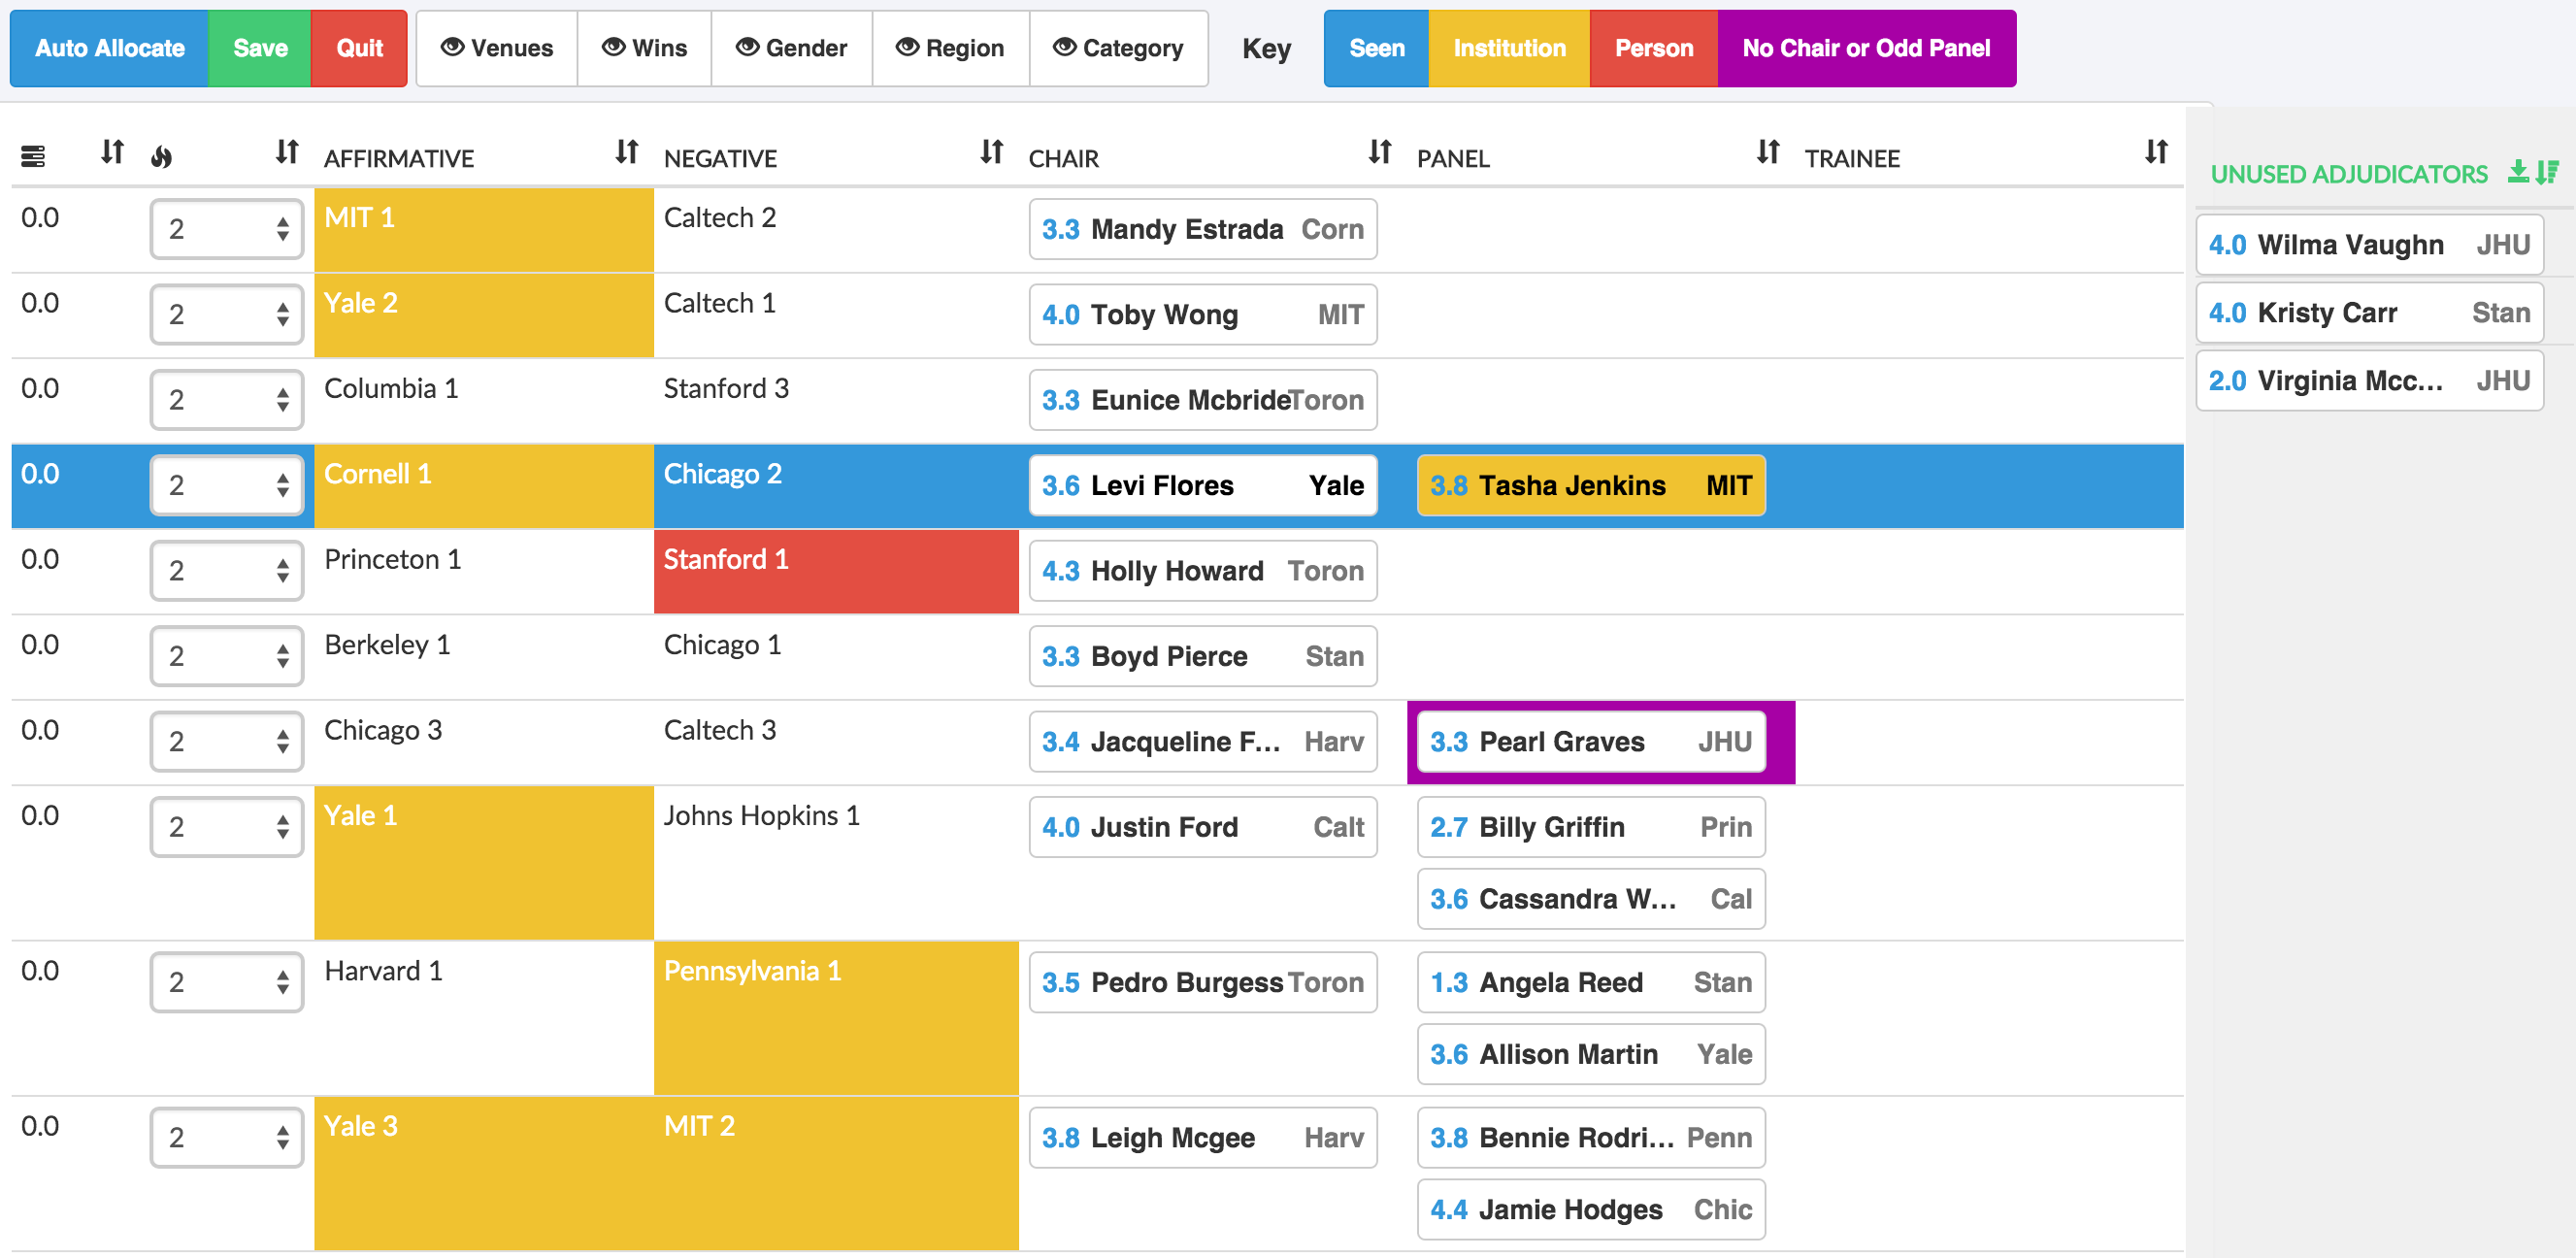 Auto Allocate Save Quit Venues Wins Gender Region Category Key Seen Institution Person No Chair or Odd Panel
AFFIRMATIVE NEGATIVE CHAIR PANEL TRAINEE
UNUSED ADJUDICATORS
4.0 Wilma Vaughn JHU
4.0 Kristy Carr Stan
2.0 Virginia Mcc... JHU
0.0 2 MIT 1 Caltech 2 3.3 Mandy Estrada Corn
0.0 2 Yale 2 Caltech 1 4.0 Toby Wong MIT
0.0 2 Columbia 1 Stanford 3 3.3 Eunice Mcbride Toron
0.0 2 Cornell 1 Chicago 2 3.6 Levi Flores Yale 3.8 Tasha Jenkins MIT
0.0 2 Princeton 1 Stanford 1 4.3 Holly Howard Toron
0.0 2 Berkeley 1 Chicago 1 3.3 Boyd Pierce Stan
0.0 2 Chicago 3 Caltech 3 3.4 Jacqueline F... Harv 3.3 Pearl Graves JHU
0.0 2 Yale 1 Johns Hopkins 1 4.0 Justin Ford Calt 2.7 Billy Griffin Prin
3.6 Cassandra W... Cal
0.0 2 Harvard 1 Pennsylvania 1 3.5 Pedro Burgess Toron 1.3 Angela Reed Stan
3.6 Allison Martin Yale
0.0 2 Yale 3 MIT 2 3.8 Leigh Mcgee Harv 3.8 Bennie Rodri... Penn
4.4 Jamie Hodges Chic